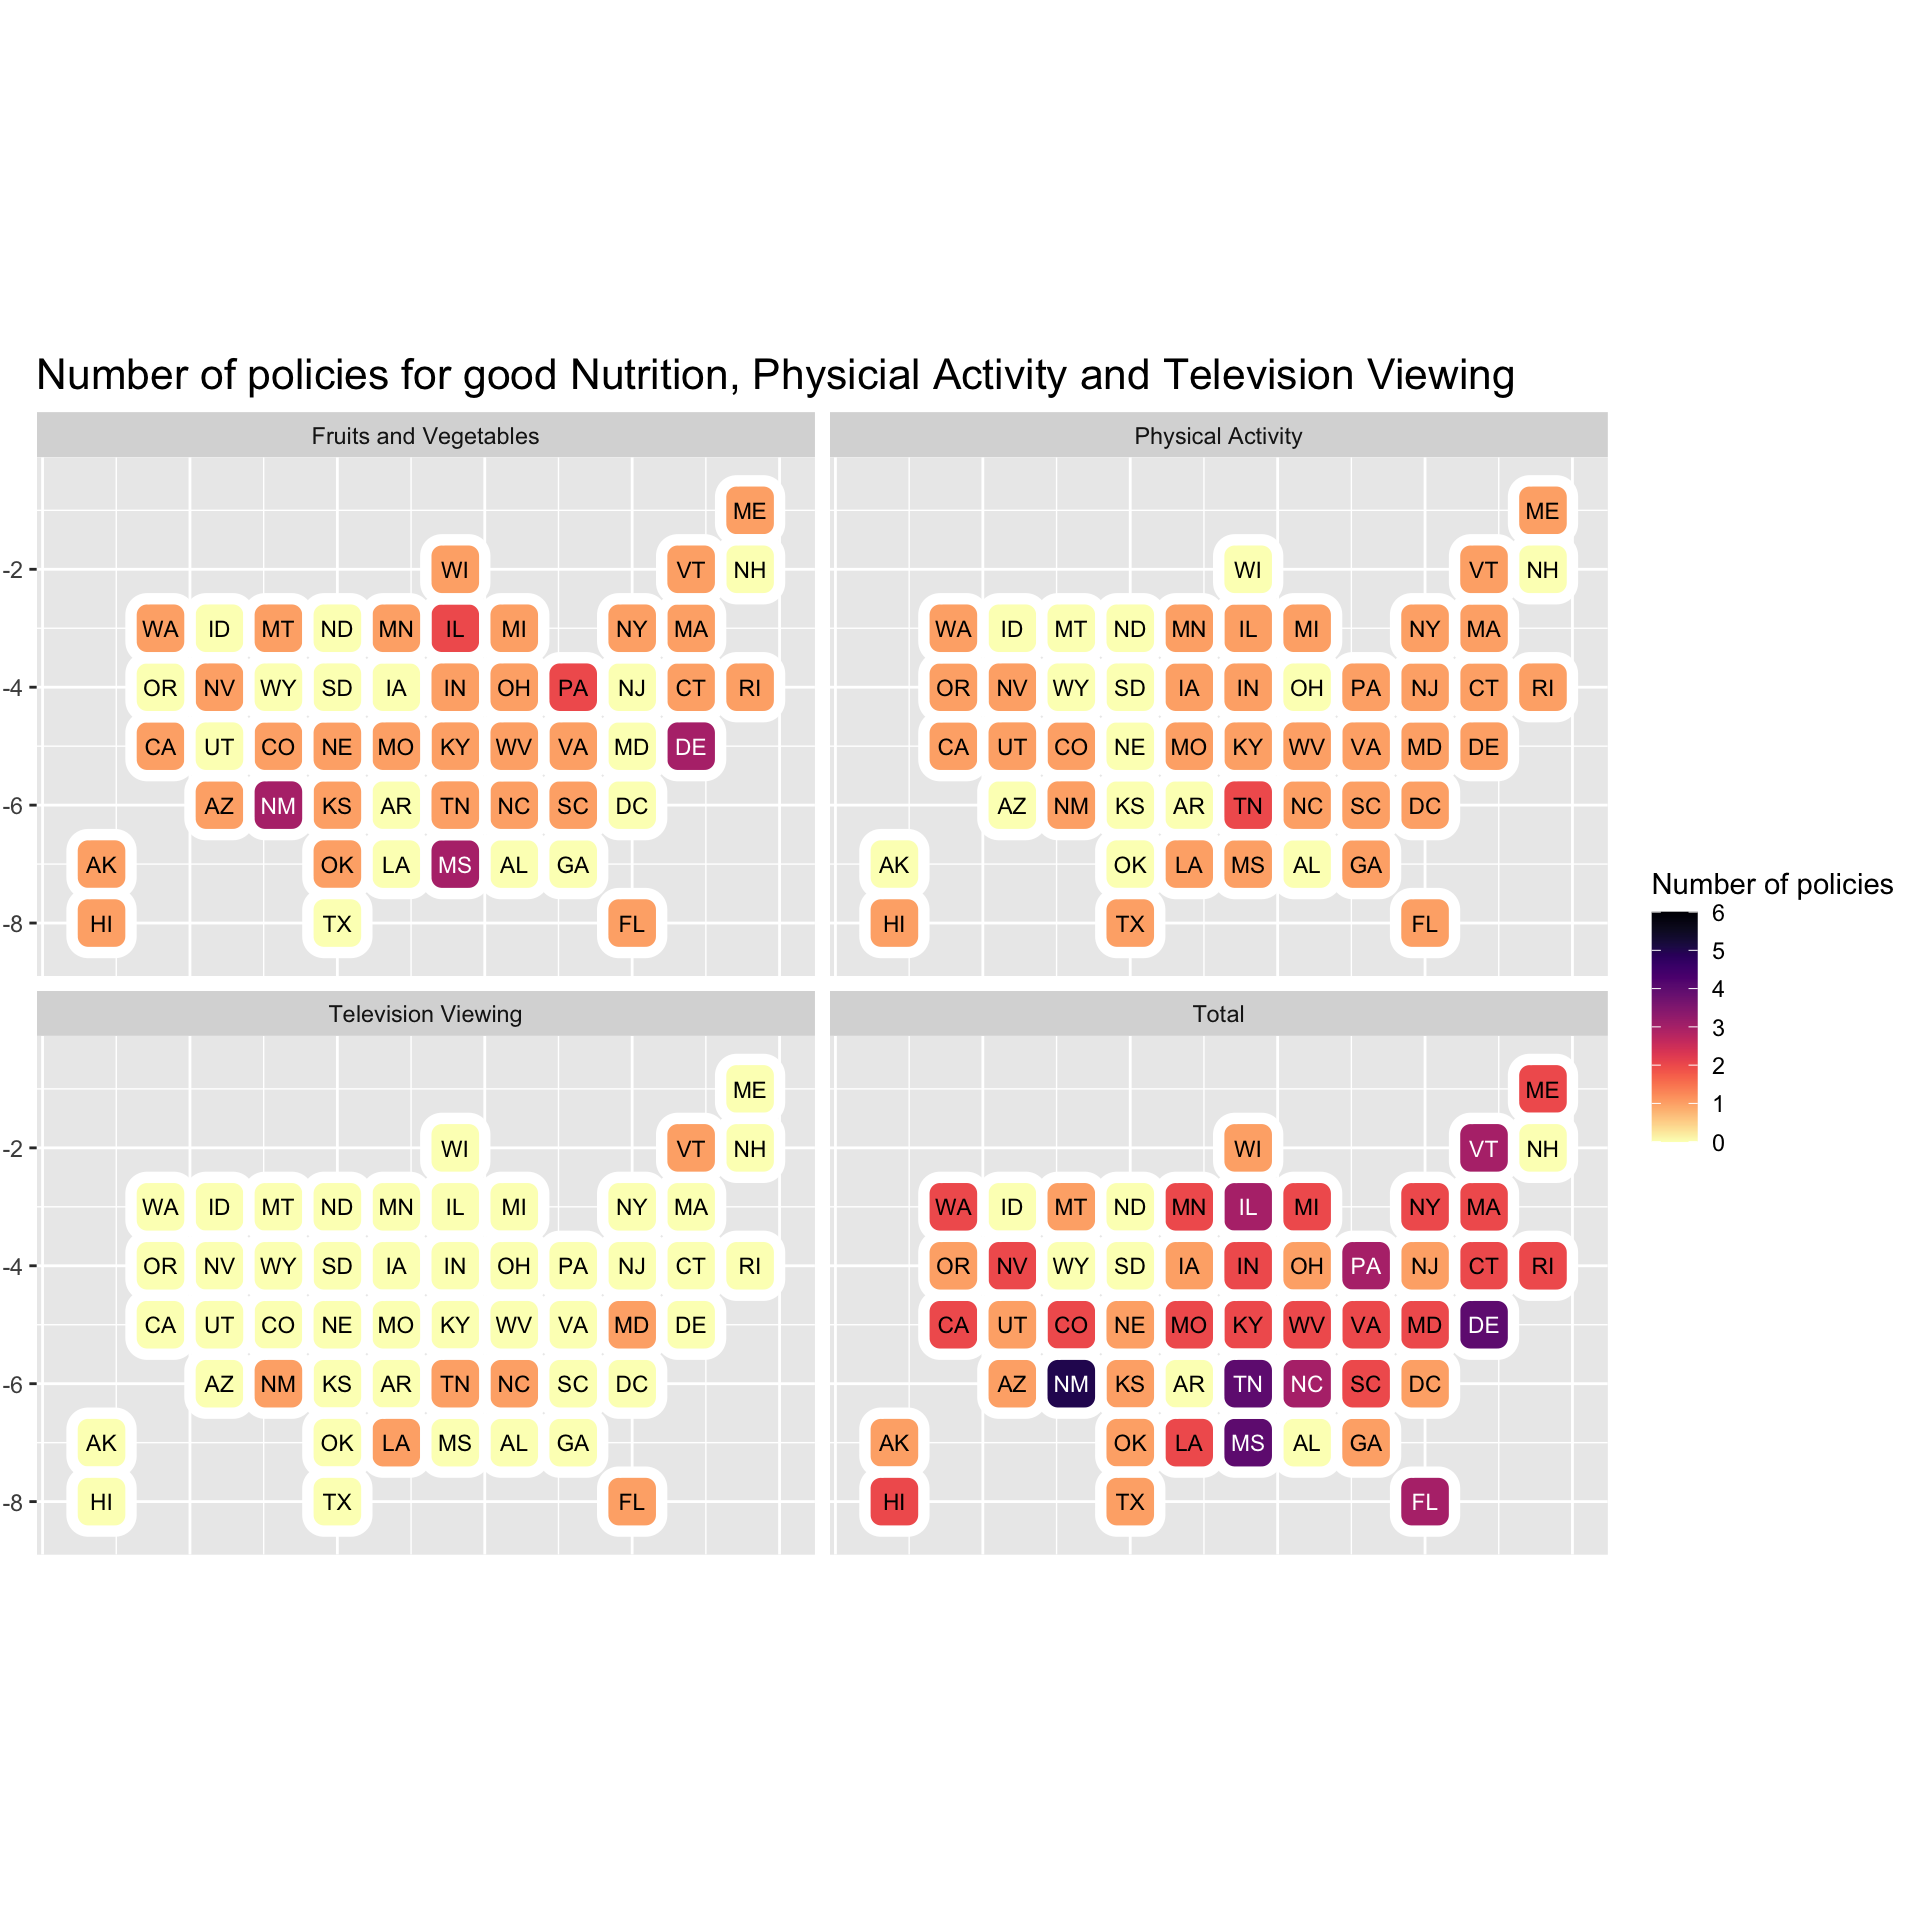 Number of policies for good Nutrition, Physicial Activity and Television Viewing
Fruits and Vegetables
ME
-2 WI VT NH
WA ID MT ND MN IL MI NY MA
-4 OR NV WY SD IA IN OH PA NJ CT RI
CA UT CO NE MO KY WV VA MD DE
-6 AZ NM KS AR TN NC SC DC
AK OK LA MS AL GA
-8 HI TX FL
Physical Activity
ME
WI VT NH
WA ID MT ND MN IL MI NY MA
OR NV WY SD IA IN OH PA NJ CT RI
CA UT CO NE MO KY WV VA MD DE
AZ NM KS AR TN NC SC DC
AK OK LA MS AL GA
HI TX FL
Television Viewing
ME
-2 WI VT NH
WA ID MT ND MN IL MI NY MA
-4 OR NV WY SD IA IN OH PA NJ CT RI
CA UT CO NE MO KY WV VA MD DE
-6 AZ NM KS AR TN NC SC DC
AK OK LA MS AL GA
-8 HI TX FL
Total
ME
WI VT NH
WA ID MT ND MN IL MI NY MA
OR NV WY SD IA IN OH PA NJ CT RI
CA UT CO NE MO KY WV VA MD DE
AZ NM KS AR TN NC SC DC
AK OK LA MS AL GA
HI TX FL
Number of policies
6
5
4
3
2
1
0